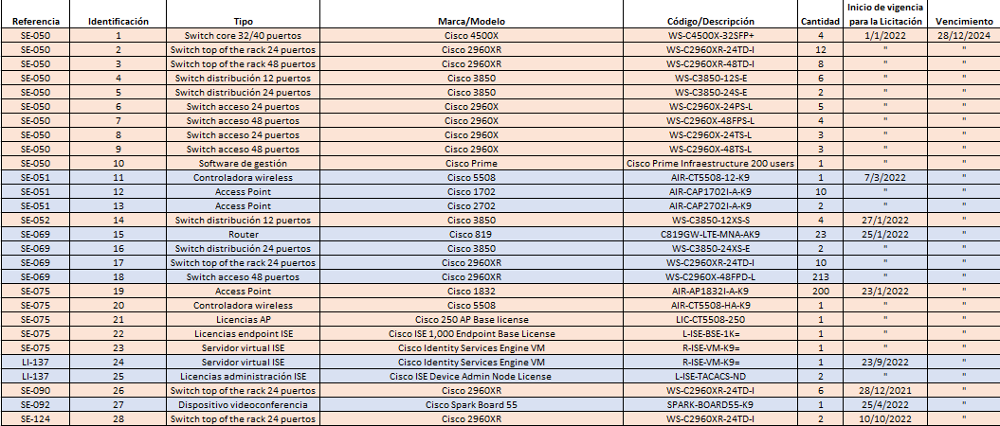 Referencia Identificación Tipo Marca/Modelo Código/Descripción Cantidad Inicio de vigencia para la Licitación Vencimiento
SE-050 1 Switch core 32/40 puertos Cisco 4500X WS-C4500X-32SFP+ 4 1/1/2022 28/12/2024
SE-050 2 Switch top of the rack 24 puertos Cisco 2960XR WS-C2960XR-24TD-I 12 " "
SE-050 3 Switch top of the rack 48 puertos Cisco 2960XR WS-C2960XR-48TD-I 8 " "
SE-050 4 Switch distribución 12 puertos Cisco 3850 WS-C3850-12S-E 6 " "
SE-050 5 Switch distribución 24 puertos Cisco 3850 WS-C3850-24S-E 2 " "
SE-050 6 Switch acceso 24 puertos Cisco 2960X WS-C2960X-24PS-L 5 " "
SE-050 7 Switch acceso 48 puertos Cisco 2960X WS-C2960X-48FPS-L 4 " "
SE-050 8 Switch acceso 24 puertos Cisco 2960X WS-C2960X-24TS-L 3 " "
SE-050 9 Switch acceso 48 puertos Cisco 2960X WS-C2960X-48TS-L 3 " "
SE-050 10 Software de gestión Cisco Prime Cisco Prime Infraestructure 200 users 1 " "
SE-051 11 Controladora wireless Cisco 5508 AIR-CT5508-12-K9 1 7/3/2022 "
SE-051 12 Access Point Cisco 1702 AIR-CAP1702I-A-K9 10 " "
SE-051 13 Access Point Cisco 2702 AIR-CAP2702I-A-K9 2 " "
SE-052 14 Switch distribución 12 puertos Cisco 3850 WS-C3850-12XS-S 4 27/1/2022 "
SE-069 15 Router Cisco 819 C819GW-LTE-MNA-AK9 23 25/1/2022 "
SE-069 16 Switch distribución 24 puertos Cisco 3850 WS-C3850-24XS-E 2 " "
SE-069 17 Switch top of the rack 24 puertos Cisco 2960XR WS-C2960XR-24TD-I 10 " "
SE-069 18 Switch acceso 48 puertos Cisco 2960XR WS-C2960X-48FPD-L 213 " "
SE-075 19 Access Point Cisco 1832 AIR-AP1832I-A-K9 200 23/1/2022 "
SE-075 20 Controladora wireless Cisco 5508 AIR-CT5508-HA-K9 1 " "
SE-075 21 Licencias AP Cisco 250 AP Base license LIC-CT5508-250 1 " "
SE-075 22 Licencias endpoint ISE Cisco ISE 1,000 Endpoint Base License L-ISE-BSE-1K= 1 " "
SE-075 23 Servidor virtual ISE Cisco Identity Services Engine VM R-ISE-VM-K9= 1 " "
LI-137 24 Servidor virtual ISE Cisco Identity Services Engine VM R-ISE-VM-K9= 1 23/9/2022 "
LI-137 25 Licencias administración ISE Cisco ISE Device Admin Node License L-ISE-TACACS-ND 2 " "
SE-090 26 Switch top of the rack 24 puertos Cisco 2960XR WS-C2960XR-24TD-I 6 28/12/2021 "
SE-092 27 Dispositivo videoconferencia Cisco Spark Board 55 SPARK-BOARD55-K9 1 25/4/2022 "
SE-124 28 Switch top of the rack 24 puertos Cisco 2960XR WS-C2960XR-24TD-I 2 10/10/2022 "